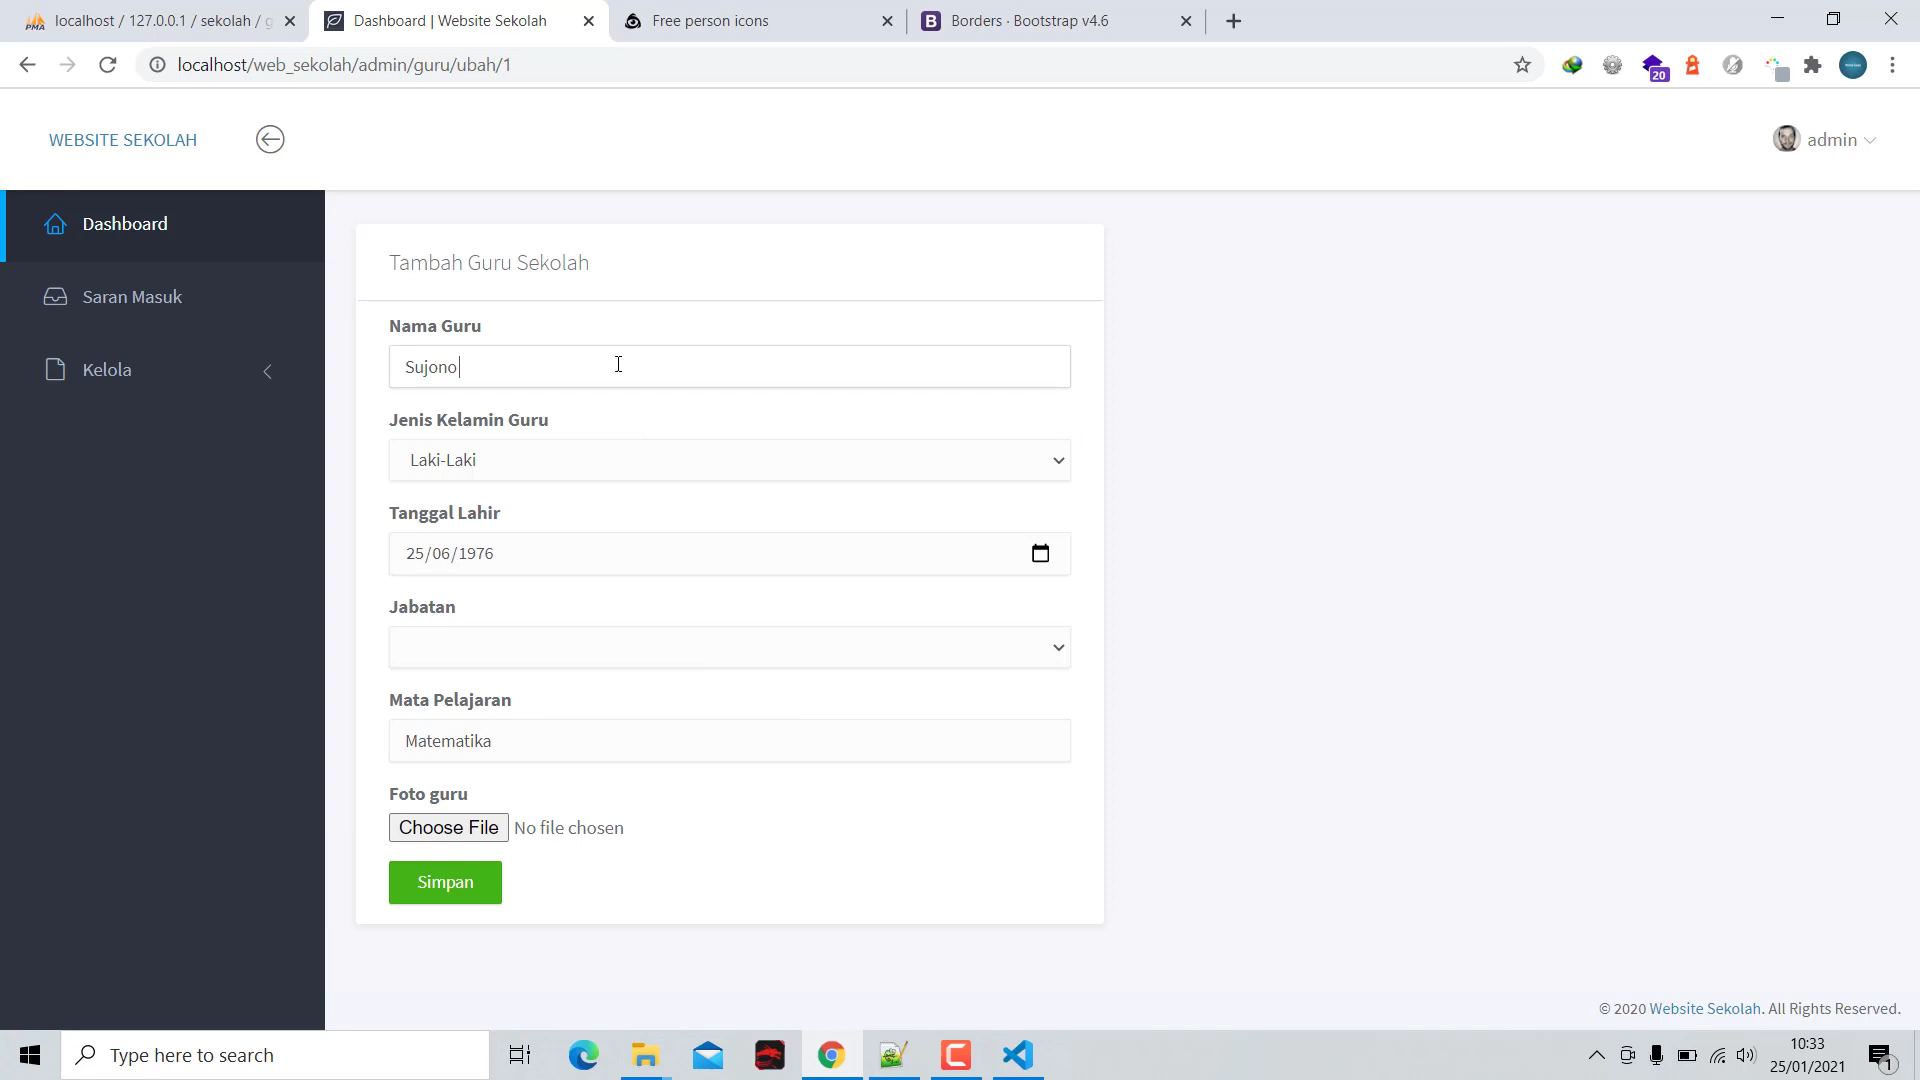 PMA localhost / 127.0.0.1 / sekolah / g
Dashboard | Website Sekolah
Free person icons
B Borders · Bootstrap v4.6
localhost/web_sekolah/admin/guru/ubah/1
20
WEBSITE SEKOLAH
admin
Dashboard
Saran Masuk
Kelola
Tambah Guru Sekolah
Nama Guru
Sujono
Jenis Kelamin Guru
Laki-Laki
Tanggal Lahir
25/06/1976
Jabatan
Mata Pelajaran
Matematika
Foto guru
Choose File No file chosen
Simpan
© 2020 Website Sekolah. All Rights Reserved.
Type here to search
10:33
25/01/2021
1